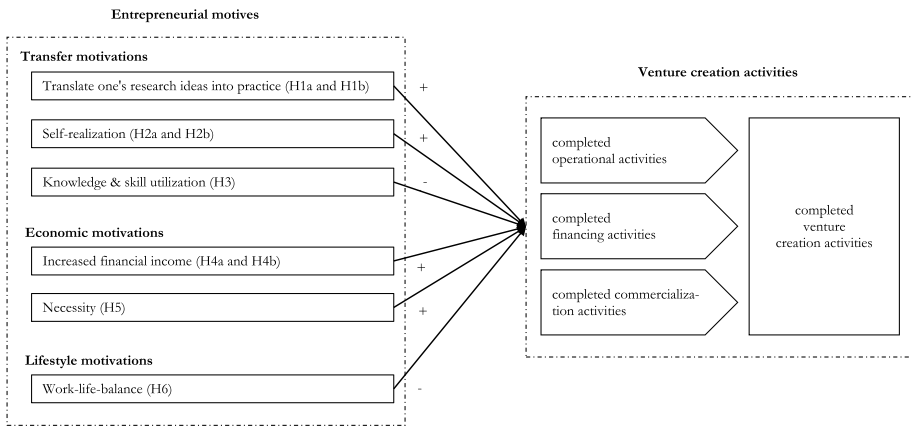 Entrepreneurial motives
Transfer motivations
Translate one's research ideas into practice (H1a and H1b)
+
Self-realization (H2a and H2b)
+
Knowledge & skill utilization (H3)
-
Economic motivations
Increased financial income (H4a and H4b)
+
Necessity (H5)
+
Lifestyle motivations
Work-life-balance (H6)
-
Venture creation activities
completed
operational activities
completed
financing activities
completed commercializa-
tion activities
completed
venture
creation activities